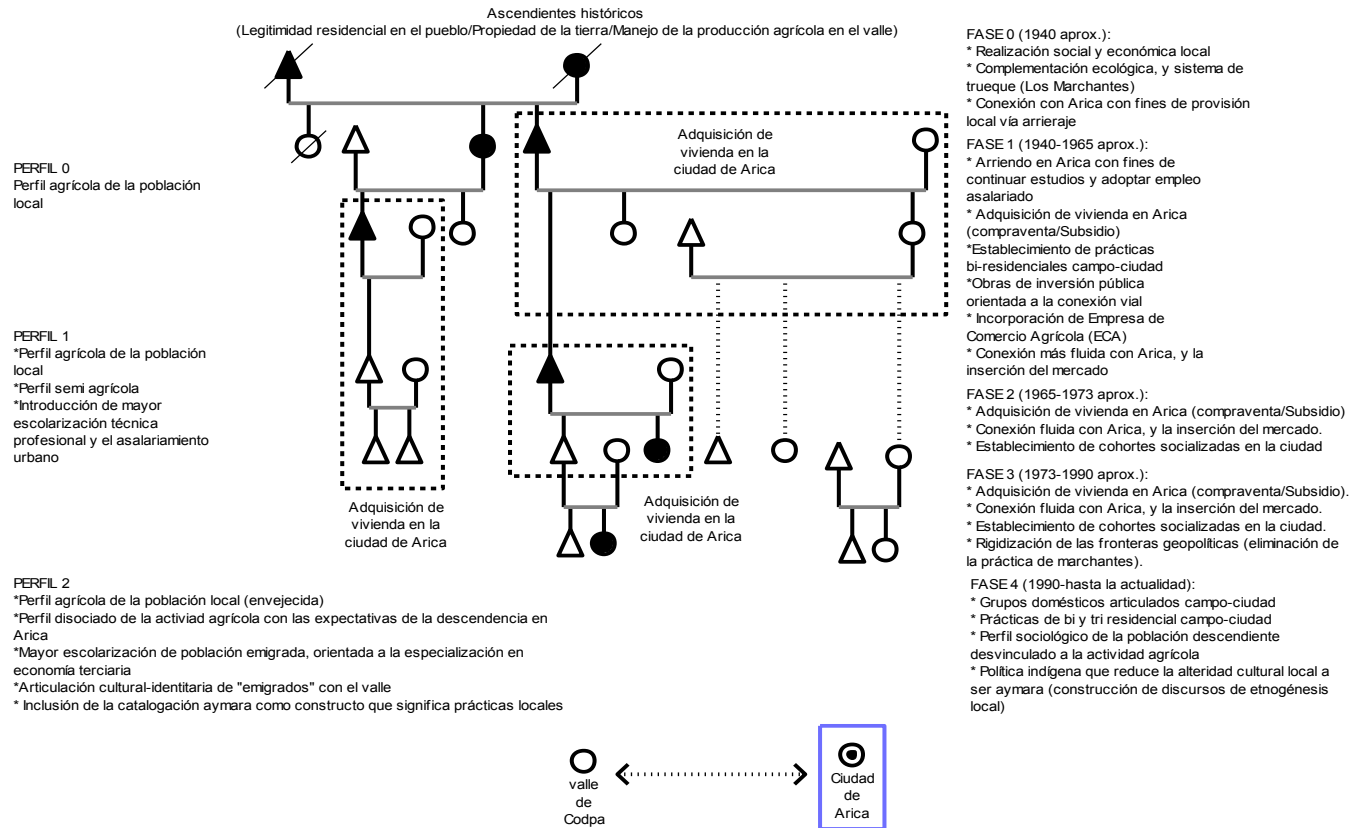 Ascendientes históricos
(Legitimidad residencial en el pueblo/Propiedad de la tierra/Manejo de la producción agrícola en el valle)
PERFIL 0
Perfil agrícola de la población
local
PERFIL 1
*Perfil agrícola de la población
local
*Perfil semi agrícola
*Introducción de mayor
escolarización técnica
profesional y el asalariamiento
urbano
PERFIL 2
*Perfil agrícola de la población local (envejecida)
*Perfil disociado de la activiad agrícola con las expectativas de la descendencia en
Arica
*Mayor escolarización de población emigrada, orientada a la especialización en
economía terciaria
*Articulación cultural-identitaria de "emigrados" con el valle
* Inclusión de la catalogación aymara como constructo que significa prácticas locales
Adquisición de
vivienda en la
ciudad de Arica
Adquisición de
vivienda en la
ciudad de Arica
Adquisición de
vivienda en la
ciudad de Arica
FASE 0 (1940 aprox.):
* Realización social y económica local
* Complementación ecológica, y sistema de
trueque (Los Marchantes)
* Conexión con Arica con fines de provisión
local vía arrieraje
FASE 1 (1940-1965 aprox.):
* Arriendo en Arica con fines de
continuar estudios y adoptar empleo
asalariado
* Adquisición de vivienda en Arica
(compraventa/Subsidio)
*Establecimiento de prácticas
bi-residenciales campo-ciudad
*Obras de inversión pública
orientada a la conexión vial
* Incorporación de Empresa de
Comercio Agrícola (ECA)
* Conexión más fluida con Arica, y la
inserción del mercado
FASE 2 (1965-1973 aprox.):
* Adquisición de vivienda en Arica (compraventa/Subsidio)
* Conexión fluida con Arica, y la inserción del mercado.
* Establecimiento de cohortes socializadas en la ciudad
FASE 3 (1973-1990 aprox.):
* Adquisición de vivienda en Arica (compraventa/Subsidio).
* Conexión fluida con Arica, y la inserción del mercado.
* Establecimiento de cohortes socializadas en la ciudad.
* Rigidización de las fronteras geopolíticas (eliminación de
la práctica de marchantes).
FASE 4 (1990-hasta la actualidad):
* Grupos domésticos articulados campo-ciudad
* Prácticas de bi y tri residencial campo-ciudad
* Perfil sociológico de la población descendiente
desvinculado a la actividad agrícola
* Política indígena que reduce la alteridad cultural local a
ser aymara (construcción de discursos de etnogénesis
local)
valle
de
Codpa
Ciudad
de
Arica